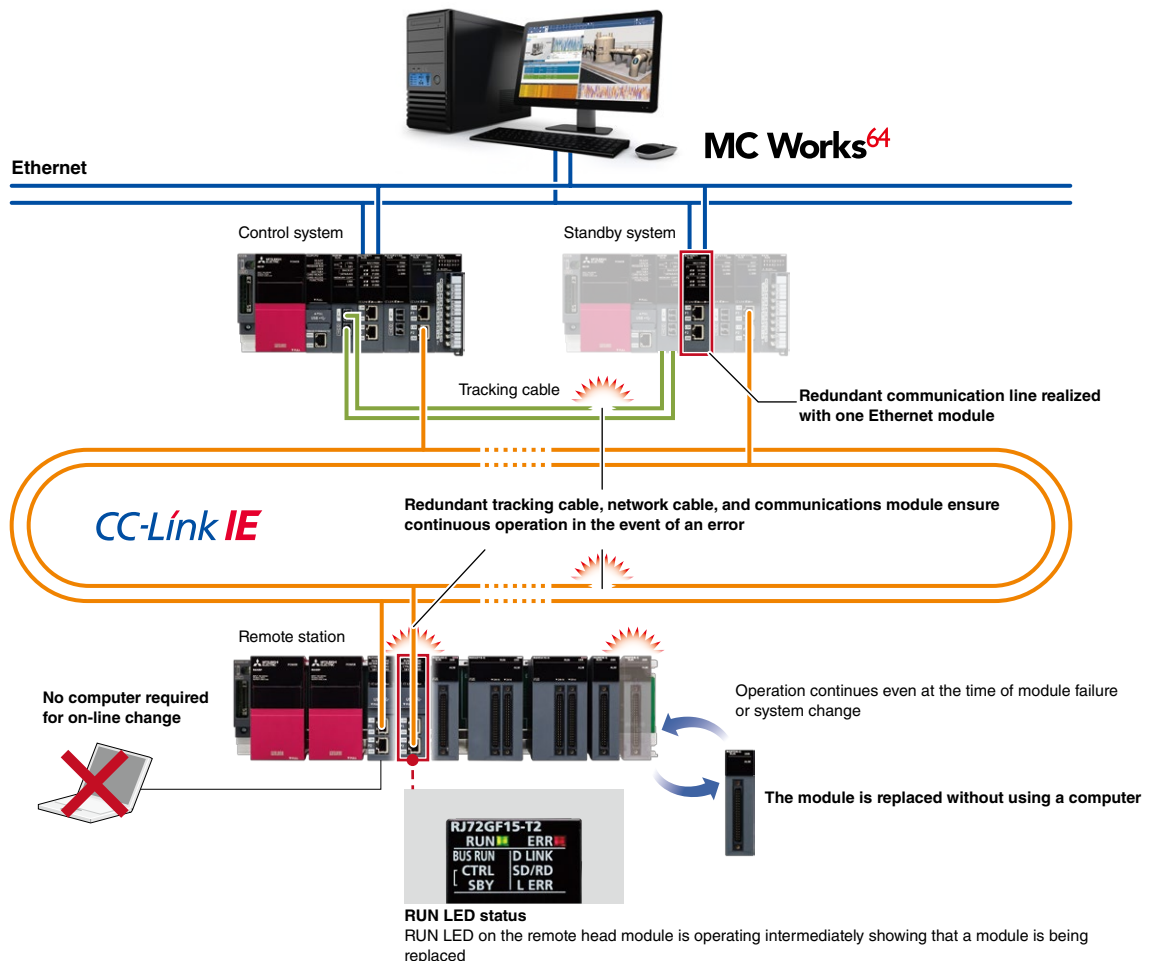 MC Works64
Ethernet
Control system
Standby system
Tracking cable
Redundant communication line realized
with one Ethernet module
Redundant tracking cable, network cable, and communications module ensure
continuous operation in the event of an error
CC-Link IE
Remote station
No computer required
for on-line change
Operation continues even at the time of module failure
or system change
The module is replaced without using a computer
RJ72GF15-T2
RUN ERR
BUS RUN D LINK
CTRL SD/RD
SBY L ERR
RUN LED status
RUN LED on the remote head module is operating intermediately showing that a module is being
replaced